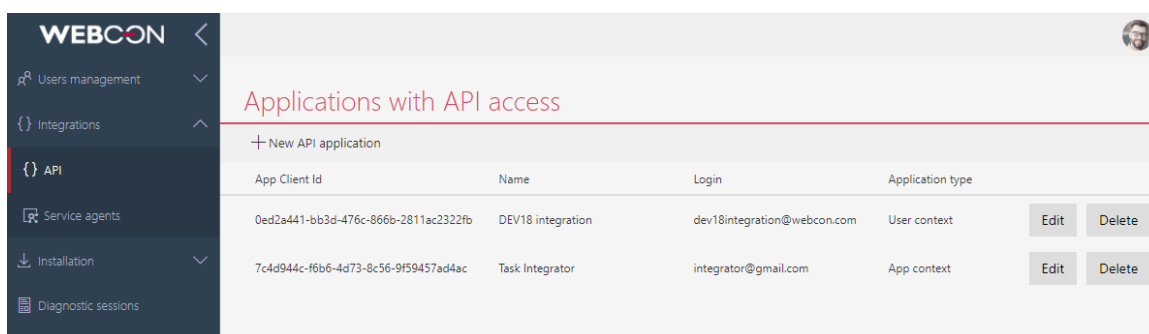 WEBCON
Users management
{ } Integrations
{ } API
Service agents
Installation
Diagnostic sessions
Applications with API access
New API application
App Client Id Name Login Application type
0ed2a441-bb3d-476c-866b-2811ac2322fb DEV18 integration dev18integration@webcon.com User context Edit Delete
7c4d944c-f6b6-4d73-8c56-9f59457ad4ac Task Integrator integrator@gmail.com App context Edit Delete